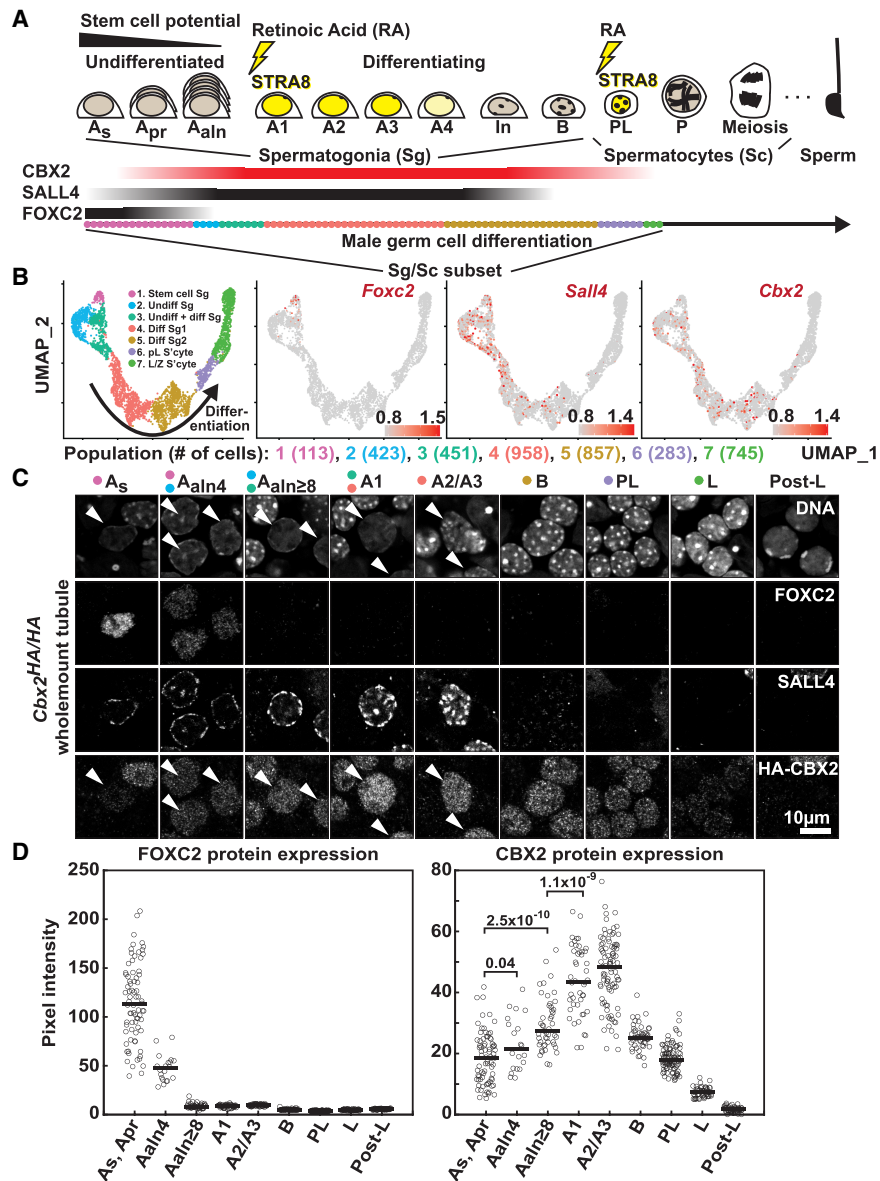 A
Stem cell potential
Retinoic Acid (RA)
RA
Undifferentiated
STRA8
Differentiating
STRA8
As Apr Aaln A1 A2 A3 A4 In B PL P Meiosis ...
Spermatogonia (Sg) Spermatocytes (Sc) Sperm
CBX2
SALL4
FOXC2
Male germ cell differentiation
Sg/Sc subset
B
UMAP_2
1. Stem cell Sg
2. Undiff Sg
3. Undiff + diff Sg
4. Diff Sg1
5. Diff Sg2
6. pL S'cyte
7. L/Z S'cyte
Differ-
entiation
Foxc2
0.8 1.5
Sall4
0.8 1.4
Cbx2
0.8 1.4
Population (# of cells): 1 (113), 2 (423), 3 (451), 4 (958), 5 (857), 6 (283), 7 (745) UMAP_1
C
As Aaln4 Aaln≥8 A1 A2/A3 B PL L Post-L
Cbx2HA/HA
wholemount tubule
DNA
FOXC2
SALL4
HA-CBX2
10μm
D
FOXC2 protein expression
Pixel intensity
250
200
150
100
50
0
As, Apr Aaln4 Aaln≥8 A1 A2/A3 B PL L Post-L
CBX2 protein expression
80
60
40
20
0
1.1x10-9
2.5x10-10
0.04
As, Apr Aaln4 Aaln≥8 A1 A2/A3 B PL L Post-L